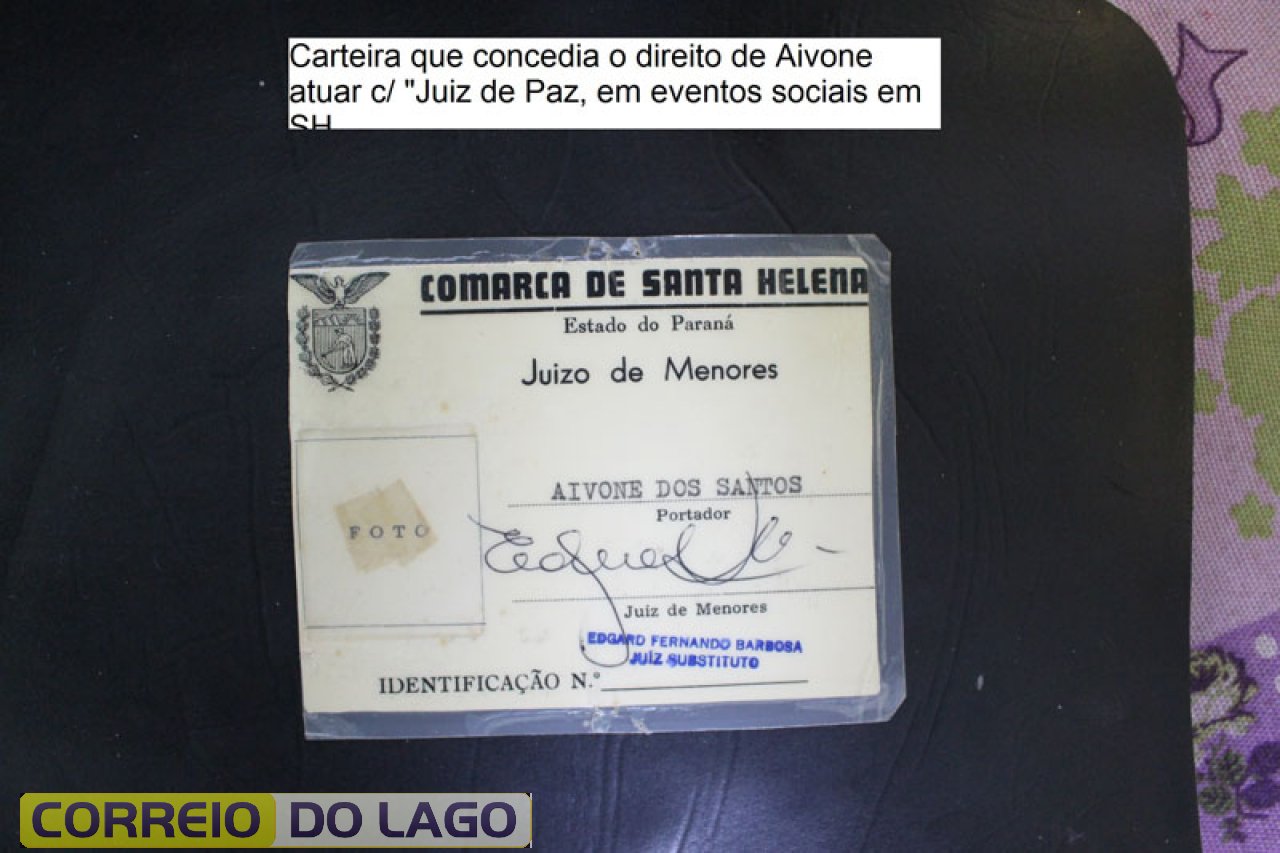 Carteira que concedia o direito de Aivone
atuar c/ "Juiz de Paz, em eventos sociais em
SH
COMARCA DE SANTA HELENA
Estado do Paraná
Juizo de Menores
AIVONE DOS SANTOS
Portador
FOTO
Juiz de Menores
EDGARD FERNANDO BARBOSA
JUÍZ SUBSTITUTO
IDENTIFICAÇÃO N.º
CORREIO DO LAGO